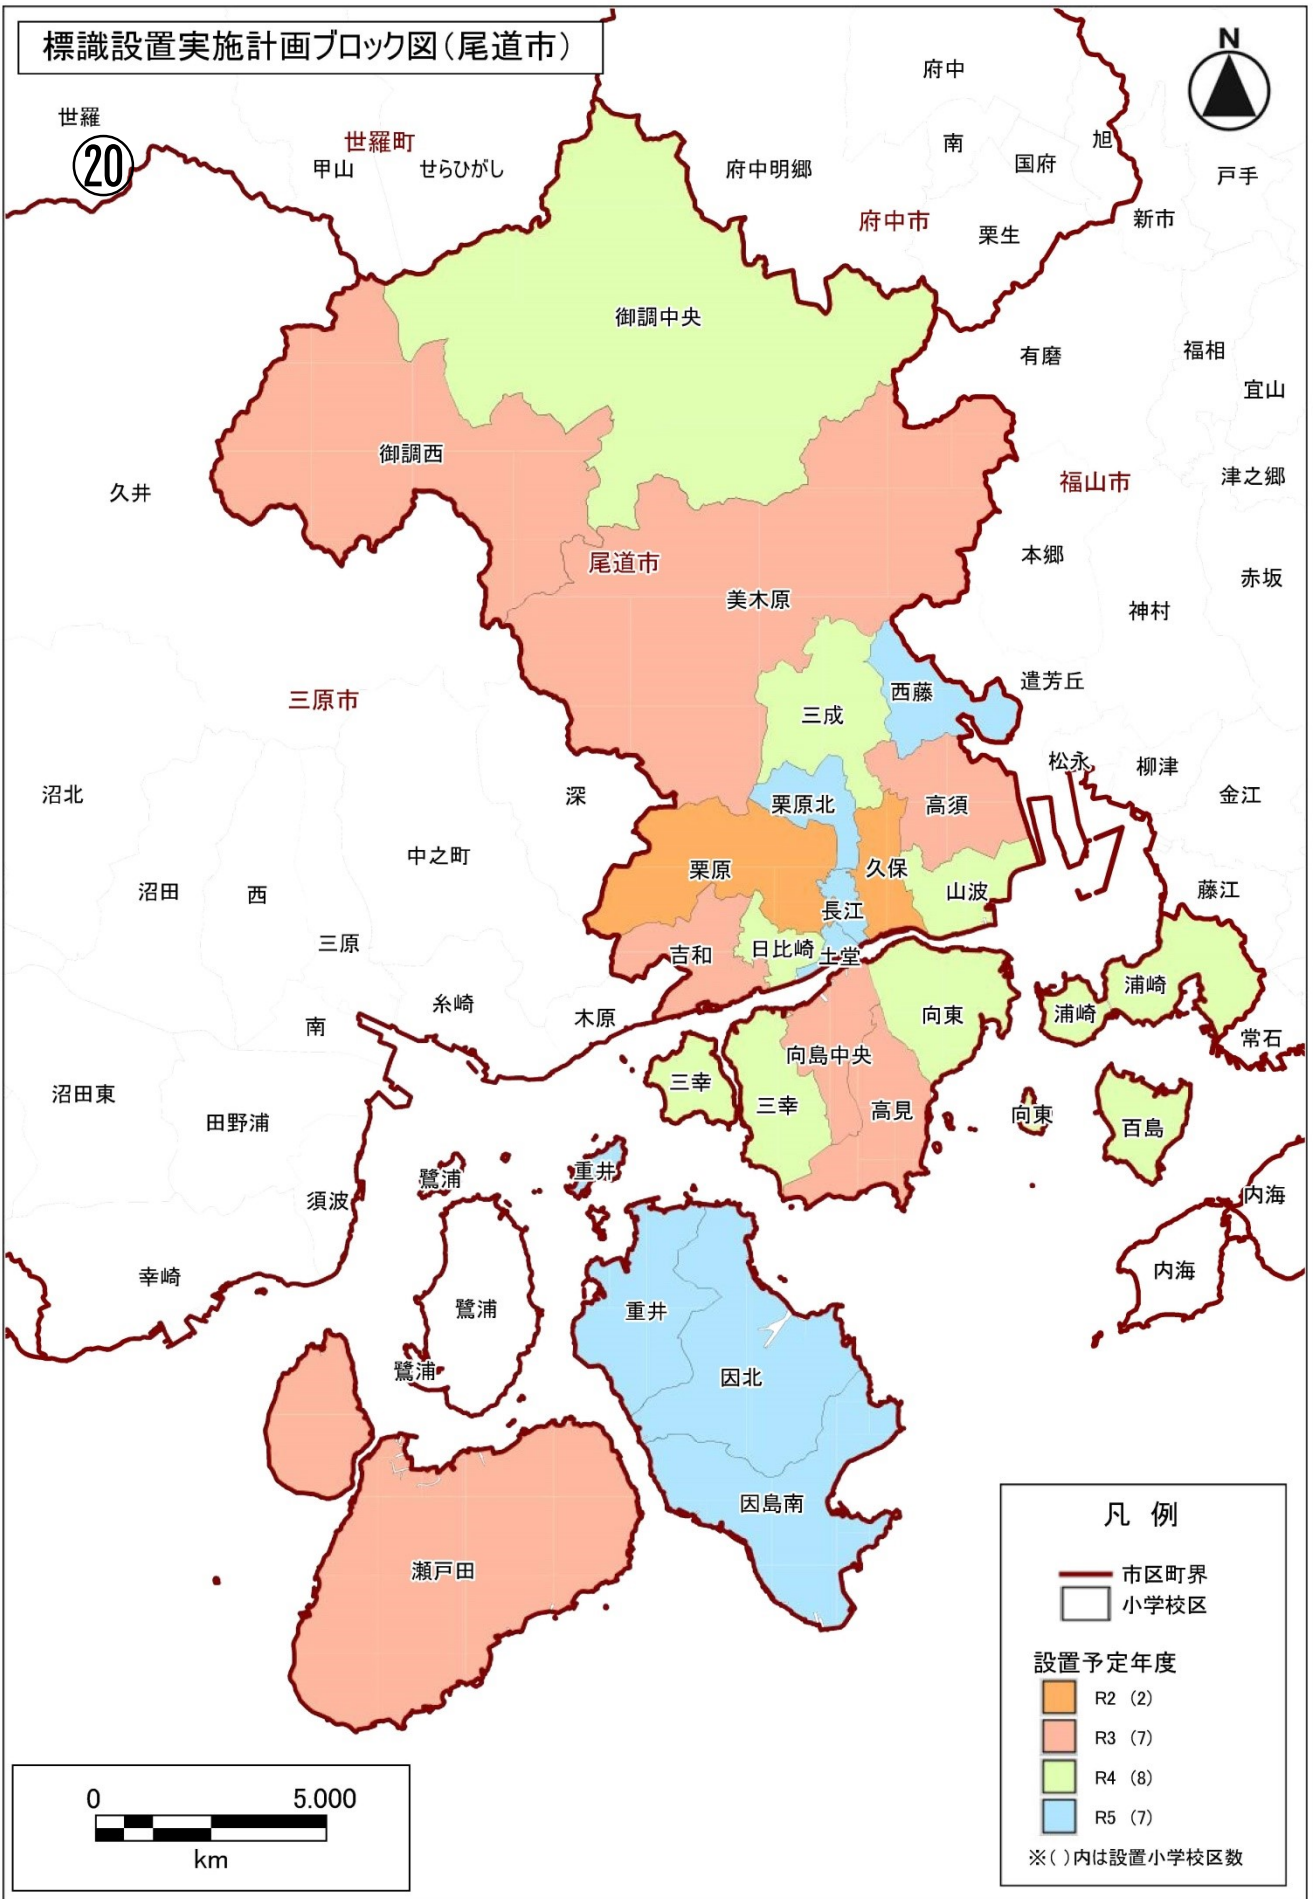 標識設置実施計画ブロック図(尾道市)
N
府中
世羅
⑳
世羅町
甲山
せらひがし
府中明郷
南
国府
旭
戸手
府中市
栗生
新市
御調中央
有磨
福相
宜山
御調西
久井
福山市
津之郷
尾道市
本郷
赤坂
美木原
神村
三原市
西藤
遣芳丘
三成
松永
柳津
沼北
深
栗原北
高須
金江
中之町
栗原
久保
沼田
西
山波
藤江
長江
三原
吉和
日比崎
土堂
浦崎
糸崎
木原
向東
浦崎
南
常石
向島中央
三幸
沼田東
三幸
高見
向東
百島
田野浦
鷺浦
重井
須波
内海
幸崎
内海
鷺浦
重井
鷺浦
因北
因島南
瀬戸田
凡 例
市区町界
小学校区
設置予定年度
R2 (2)
R3 (7)
R4 (8)
R5 (7)
※( )内は設置小学校区数
0 5.000
km